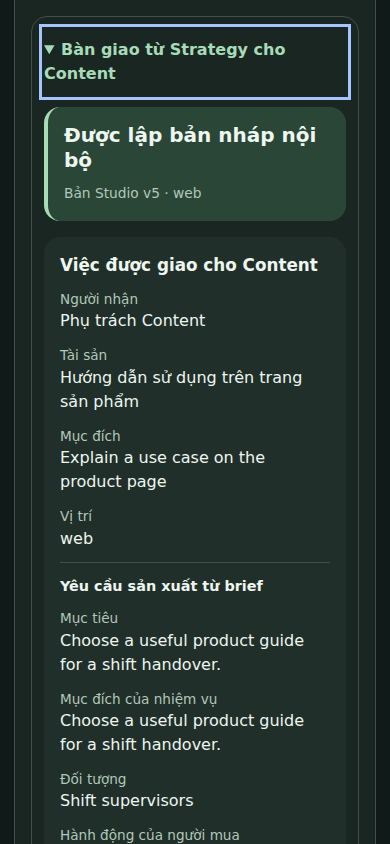 ▼ Bàn giao từ Strategy cho
Content
Được lập bản nháp nội
bộ
Bản Studio v5 · web
Việc được giao cho Content
Người nhận
Phụ trách Content
Tài sản
Hướng dẫn sử dụng trên trang
sản phẩm
Mục đích
Explain a use case on the
product page
Vị trí
web
Yêu cầu sản xuất từ brief
Mục tiêu
Choose a useful product guide
for a shift handover.
Mục đích của nhiệm vụ
Choose a useful product guide
for a shift handover.
Đối tượng
Shift supervisors
Hành động của người mua